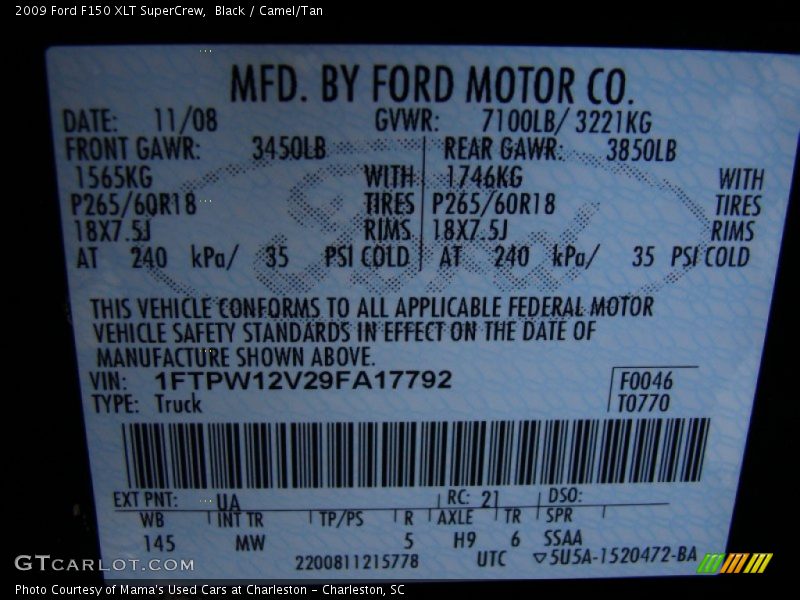 2009 Ford F150 XLT SuperCrew, Black / Camel/Tan
MFD. BY FORD MOTOR CO.
DATE: 11/08 GVWR: 7100LB/ 3221KG
FRONT GAWR: 3450LB REAR GAWR: 3850LB
1565KG WITH 1746KG WITH
P265/60R18 TIRES P265/60R18 TIRES
18X7.5J RIMS 18X7.5J RIMS
AT 240 kPa/ 35 PSI COLD AT 240 kPa/ 35 PSI COLD
THIS VEHICLE CONFORMS TO ALL APPLICABLE FEDERAL MOTOR
VEHICLE SAFETY STANDARDS IN EFFECT ON THE DATE OF
MANUFACTURE SHOWN ABOVE.
VIN: 1FTPW12V29FA17792 F0046
TYPE: Truck T0770
EXT PNT: UA RC: 21 DSO:
WB INT TR TP/PS R AXLE TR SPR
145 MW 5 H9 6 SSAA
2200811215778 UTC ▽5U5A-1520472-BA
GTCARLOT.COM
Photo Courtesy of Mama's Used Cars at Charleston - Charleston, SC